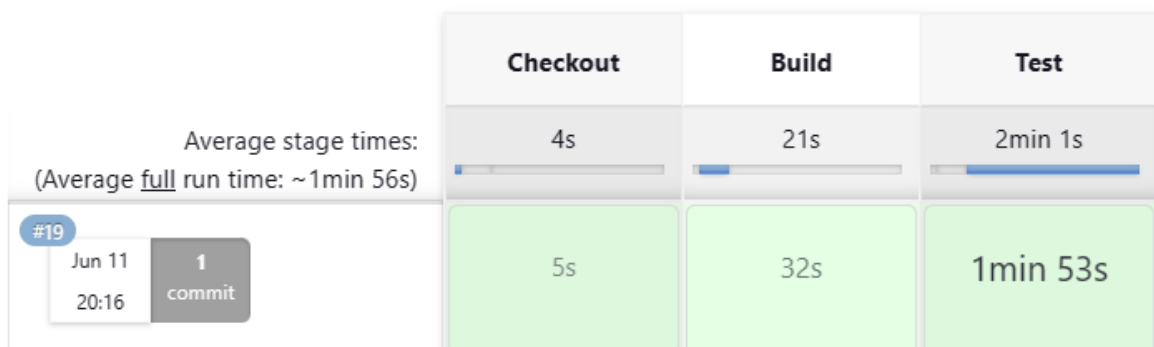 Checkout Build Test
Average stage times: 4s 21s 2min 1s
(Average full run time: ~1min 56s)
#19
Jun 11 1
20:16 commit
5s 32s 1min 53s